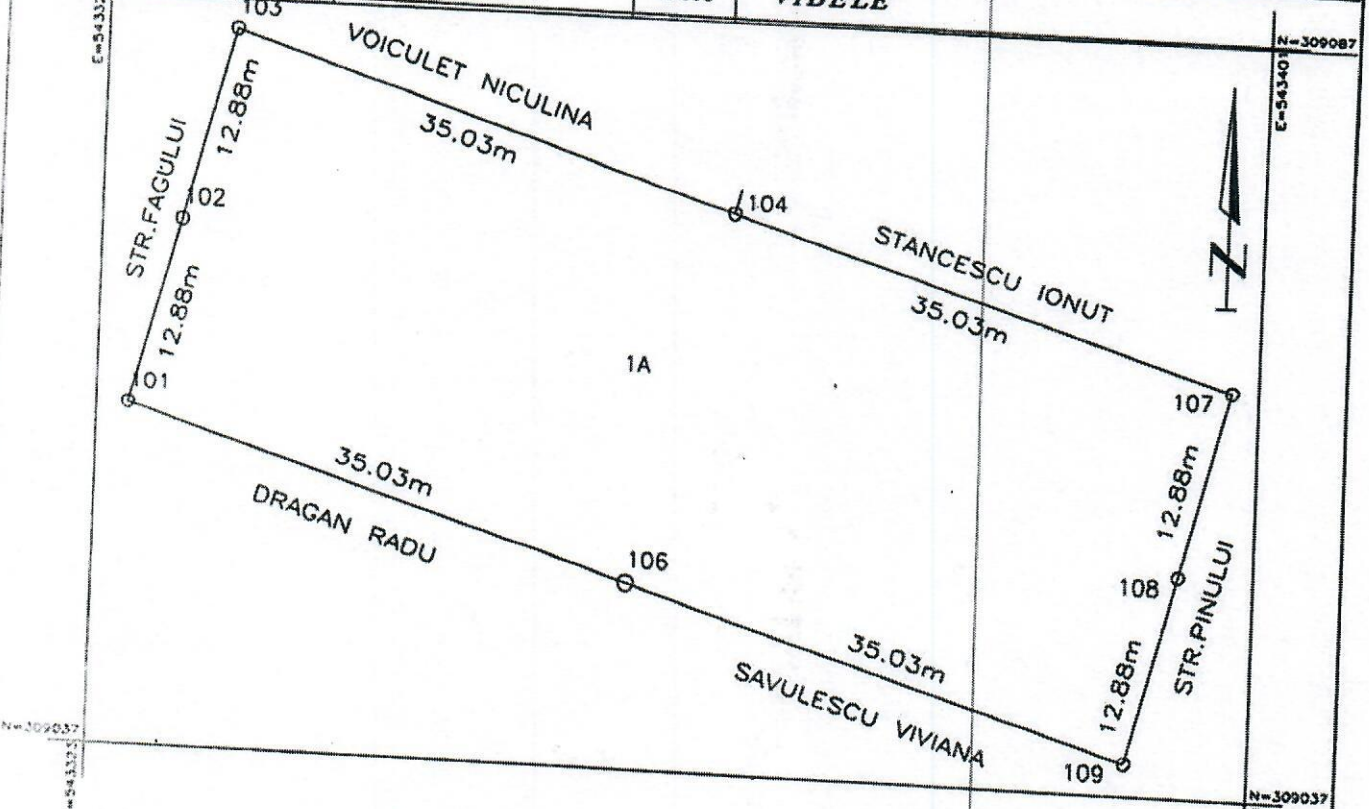 VIDELE
E=54332
103
N=309087
E=543401
VOICULET NICULINA
12.88m
35.03m
STR.FAGULUI
102
104
STANCESCU IONUT
N
35.03m
12.88m
1A
101
107
35.03m
12.88m
DRAGAN RADU
106
108
STR.PINULUI
35.03m
12.88m
SAVULESCU VIVIANA
N=309037
109
N=309037